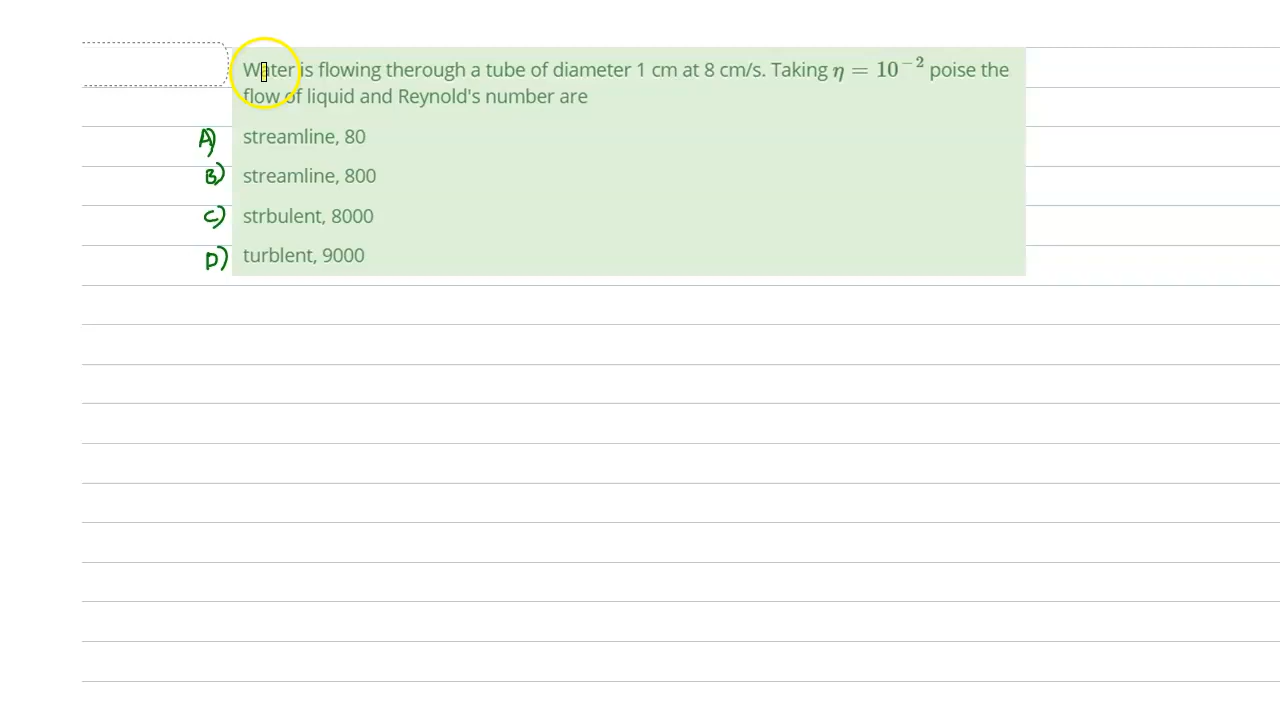 Water is flowing therough a tube of diameter 1 cm at 8 cm/s. Taking η = 10⁻² poise the
flow of liquid and Reynold's number are
A) streamline, 80
B) streamline, 800
C) strbulent, 8000
D) turblent, 9000